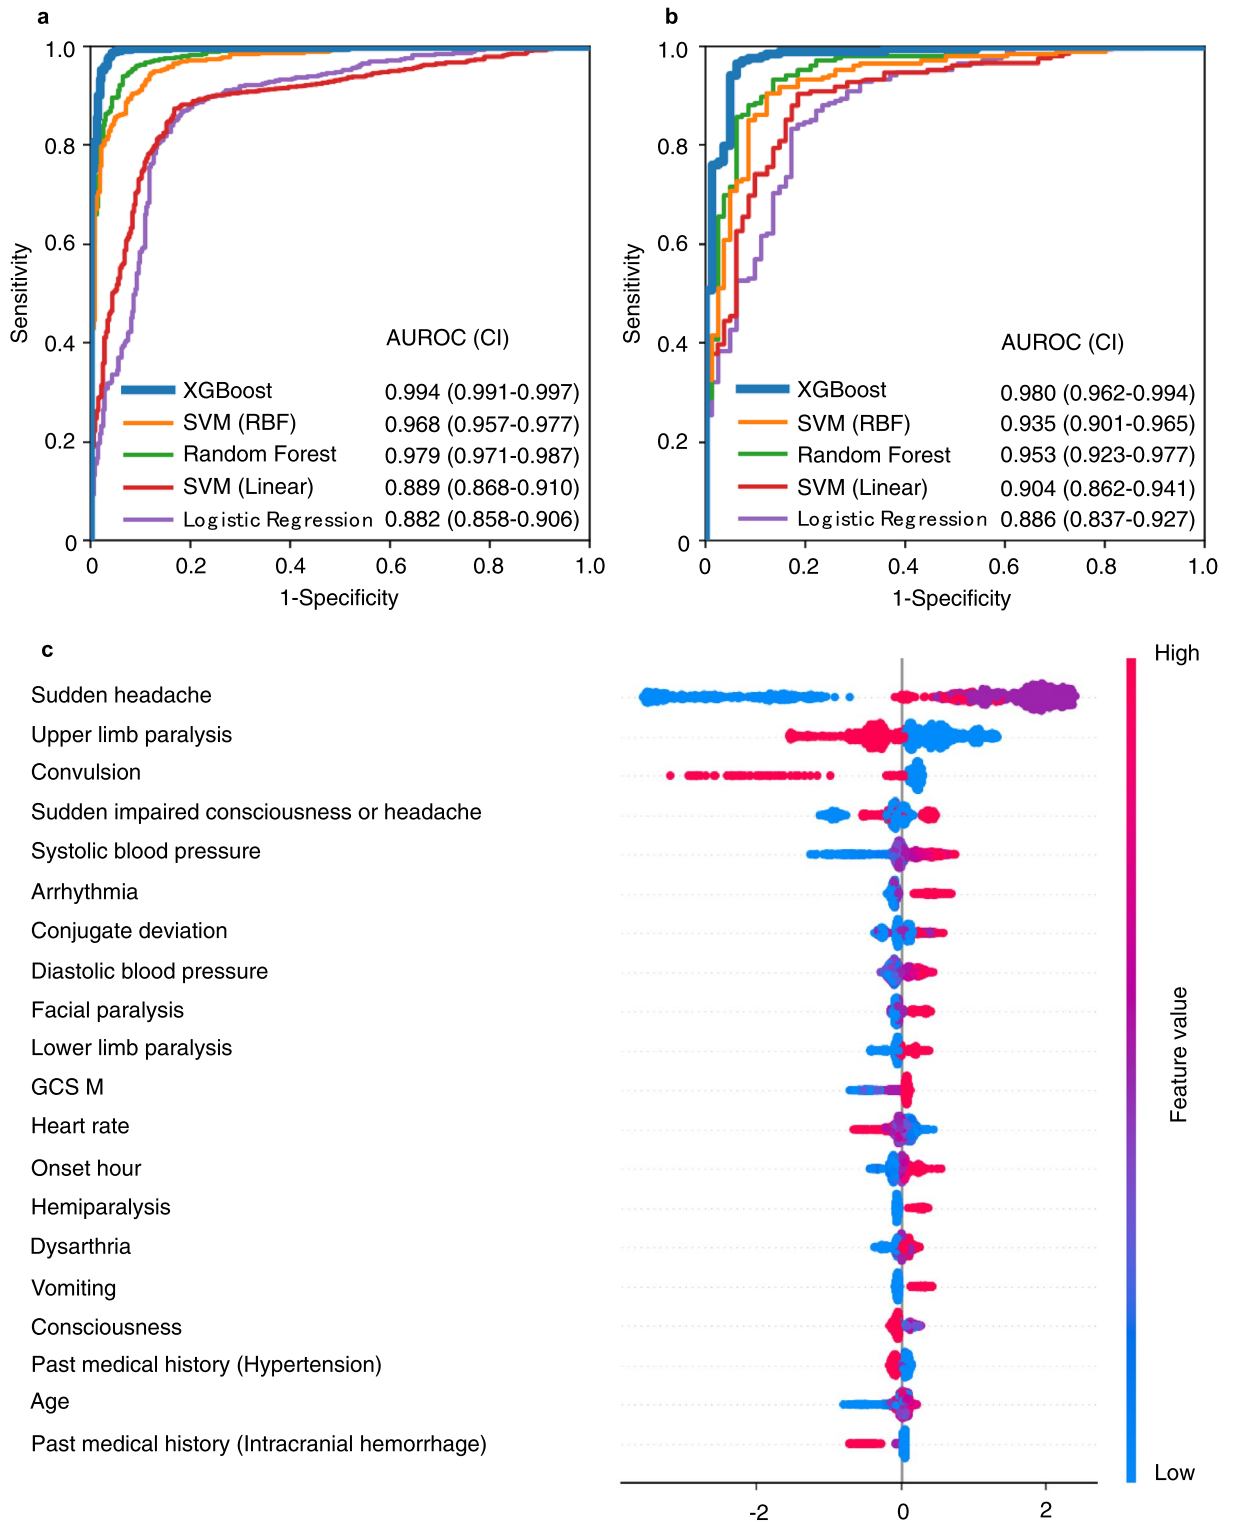 a
1.0
0.8
0.6
0.4
0.2
0
Sensitivity
AUROC (CI)
XGBoost 0.994 (0.991-0.997)
SVM (RBF) 0.968 (0.957-0.977)
Random Forest 0.979 (0.971-0.987)
SVM (Linear) 0.889 (0.868-0.910)
Logistic Regression 0.882 (0.858-0.906)
0 0.2 0.4 0.6 0.8 1.0
1-Specificity
b
1.0
0.8
0.6
0.4
0.2
0
Sensitivity
AUROC (CI)
XGBoost 0.980 (0.962-0.994)
SVM (RBF) 0.935 (0.901-0.965)
Random Forest 0.953 (0.923-0.977)
SVM (Linear) 0.904 (0.862-0.941)
Logistic Regression 0.886 (0.837-0.927)
0 0.2 0.4 0.6 0.8 1.0
1-Specificity
c
Sudden headache
Upper limb paralysis
Convulsion
Sudden impaired consciousness or headache
Systolic blood pressure
Arrhythmia
Conjugate deviation
Diastolic blood pressure
Facial paralysis
Lower limb paralysis
GCS M
Heart rate
Onset hour
Hemiparalysis
Dysarthria
Vomiting
Consciousness
Past medical history (Hypertension)
Age
Past medical history (Intracranial hemorrhage)
-2 0 2
High
Feature value
Low